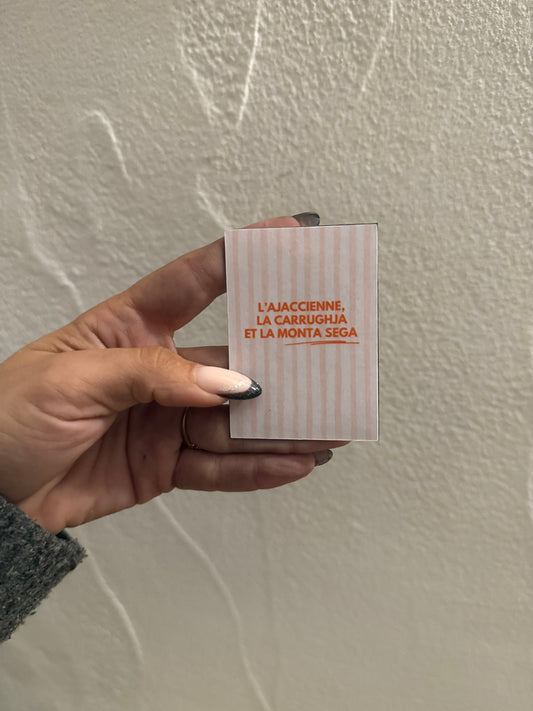 L'AJACCIENNE,
LA CARRUGHJA
ET LA MONTA SEGA